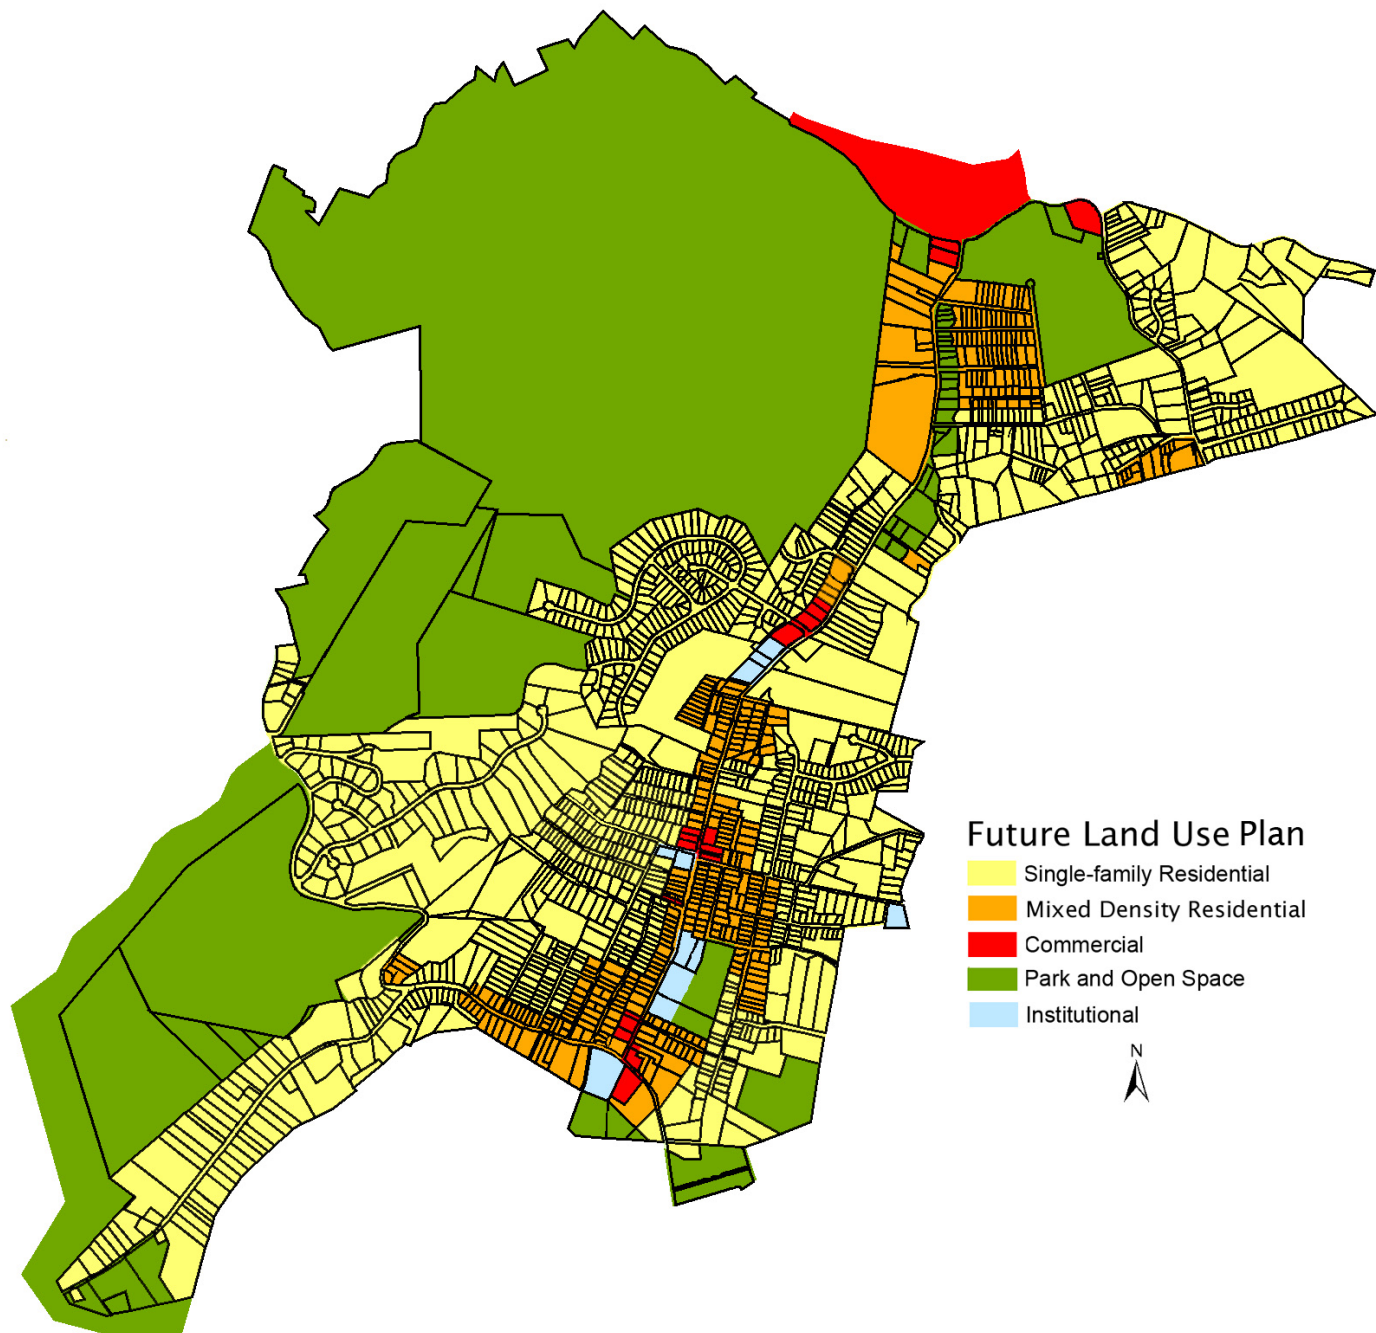 Future Land Use Plan
Single-family Residential
Mixed Density Residential
Commercial
Park and Open Space
Institutional
N